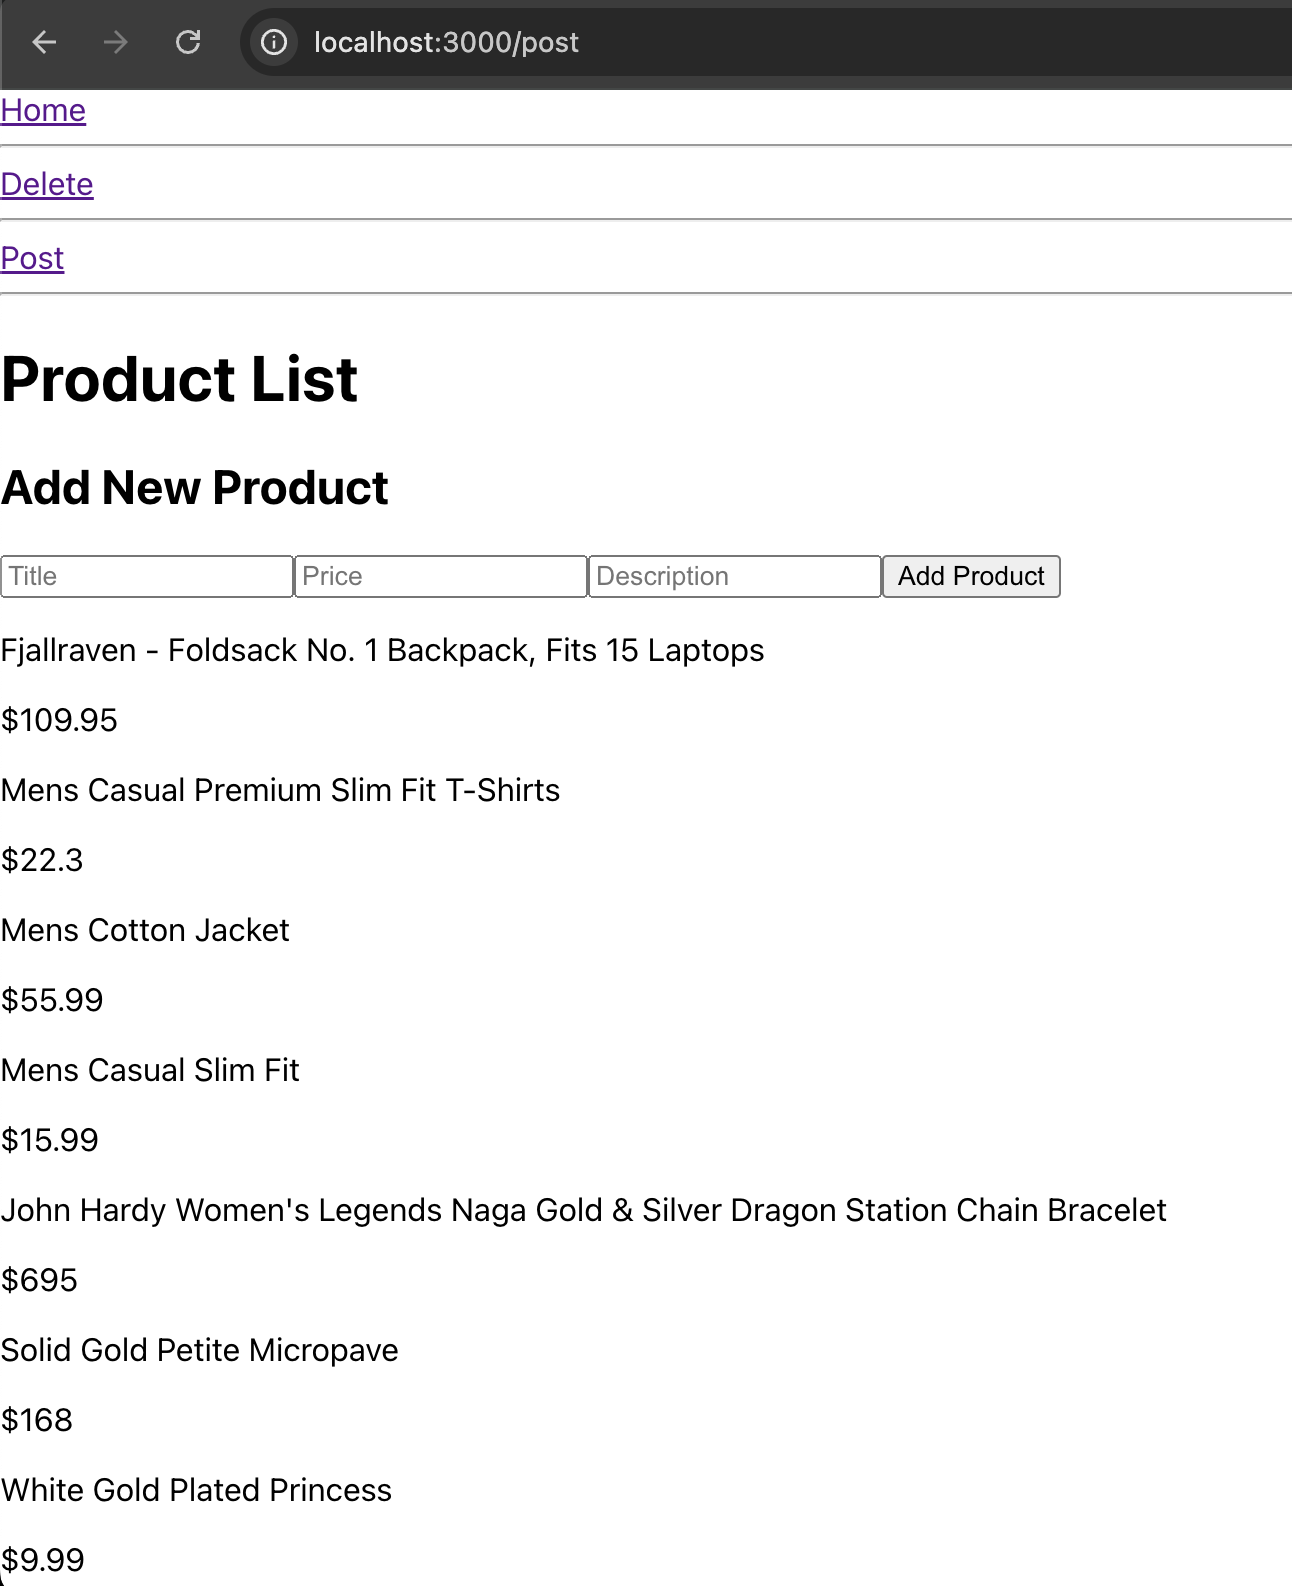 localhost:3000/post
Home
Delete
Post
Product List
Add New Product
Title Price Description Add Product
Fjallraven - Foldsack No. 1 Backpack, Fits 15 Laptops
$109.95
Mens Casual Premium Slim Fit T-Shirts
$22.3
Mens Cotton Jacket
$55.99
Mens Casual Slim Fit
$15.99
John Hardy Women's Legends Naga Gold & Silver Dragon Station Chain Bracelet
$695
Solid Gold Petite Micropave
$168
White Gold Plated Princess
$9.99